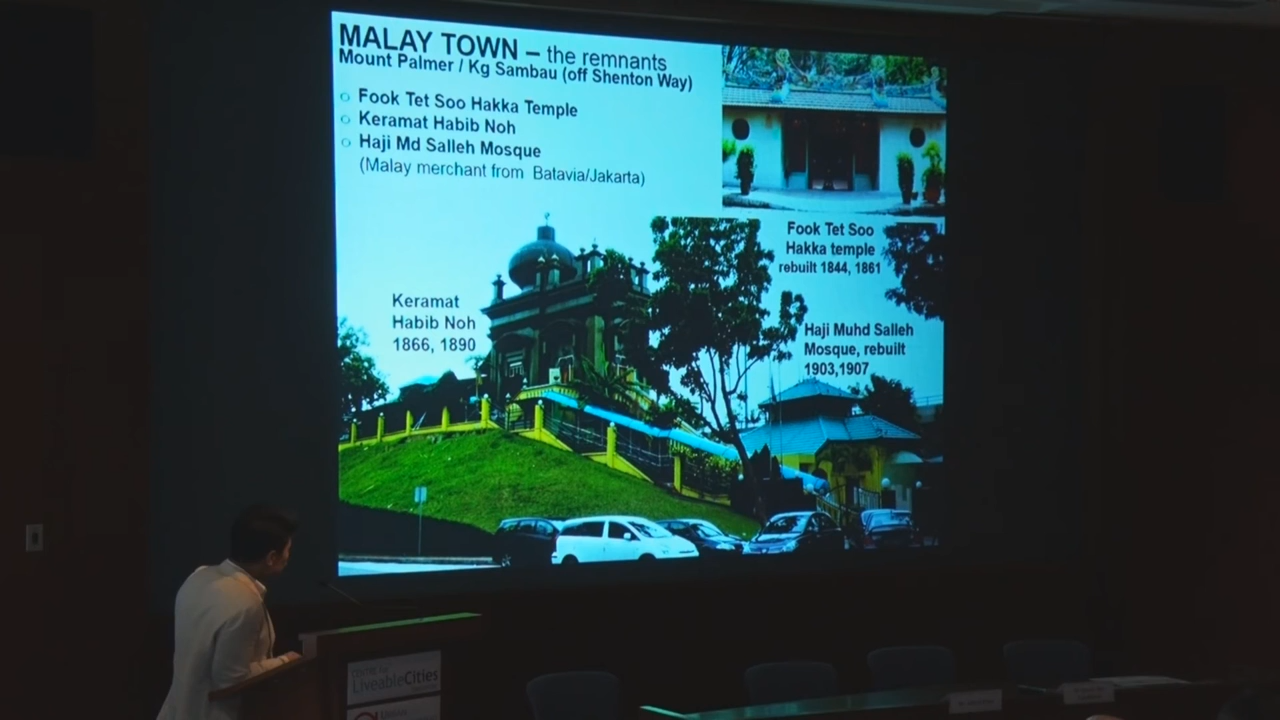 MALAY TOWN – the remnants
Mount Palmer / Kg Sambau (off Shenton Way)
Fook Tet Soo Hakka Temple
Keramat Habib Noh
Haji Md Salleh Mosque
(Malay merchant from Batavia/Jakarta)
Fook Tet Soo
Hakka temple
rebuilt 1844, 1861
Keramat
Habib Noh
1866, 1890
Haji Muhd Salleh
Mosque, rebuilt
1903,1907
CENTRE for
LiveableCities